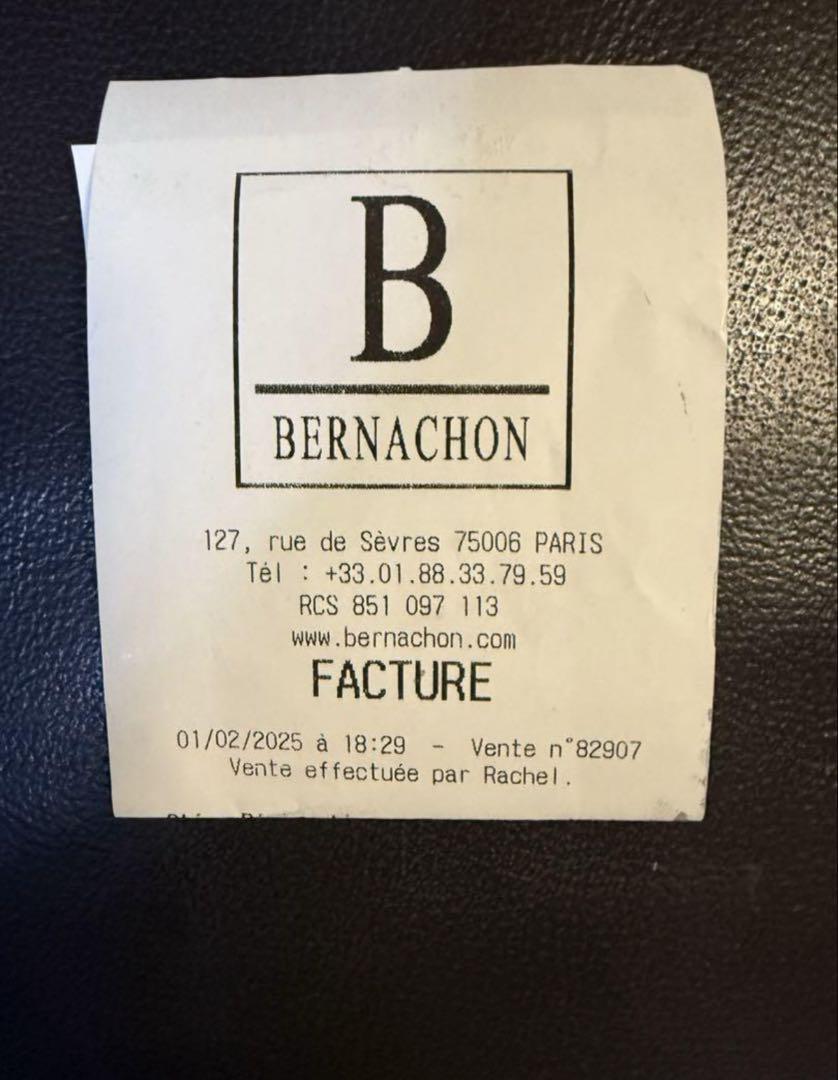 B
BERNACHON
127, rue de Sèvres 75006 PARIS
Tél : +33.01.88.33.79.59
RCS 851 097 113
www.bernachon.com
FACTURE
01/02/2025 à 18:29 - Vente n°82907
Vente effectuée par Rachel.